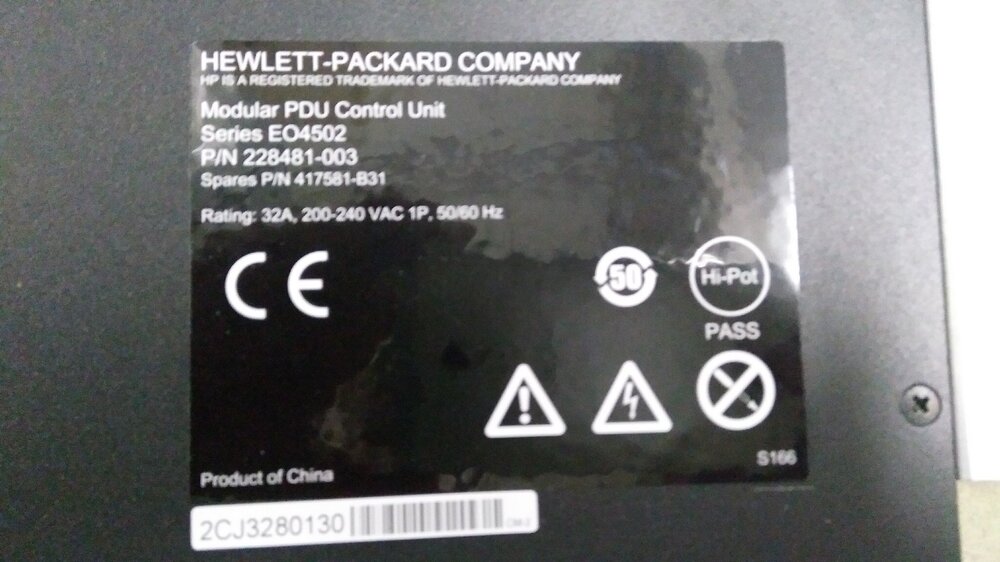 HEWLETT-PACKARD COMPANY
HP IS A REGISTERED TRADEMARK OF HEWLETT-PACKARD COMPANY
Modular PDU Control Unit
Series EO4502
P/N 228481-003
Spares P/N 417581-B31
Rating: 32A, 200-240 VAC 1P, 50/60 Hz
CE
50
Hi-Pot
PASS
S166
Product of China
2CJ3280130